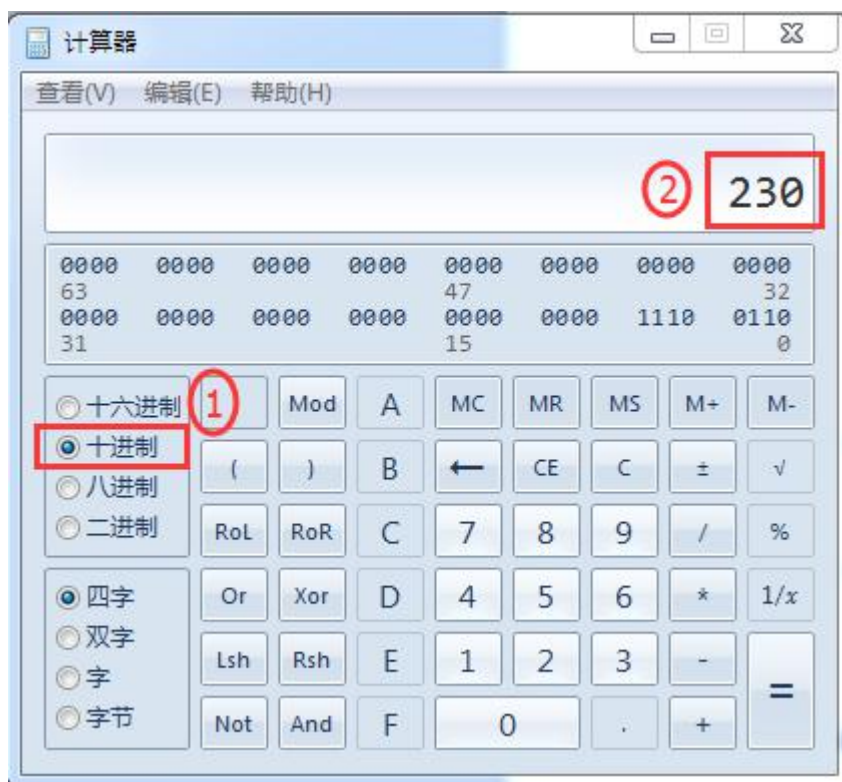 计算器
查看(V) 编辑(E) 帮助(H)
② 230
0000 0000 0000 0000 0000 0000 0000 0000
63 47 32
0000 0000 0000 0000 0000 0000 1110 0110
31 15 0
十六进制 ① Mod A MC MR MS M+ M-
十进制 ( ) B ← CE C ± √
八进制
二进制 RoL RoR C 7 8 9 / %
四字 Or Xor D 4 5 6 * 1/x
双字
字 Lsh Rsh E 1 2 3 - =
字节 Not And F 0 . +